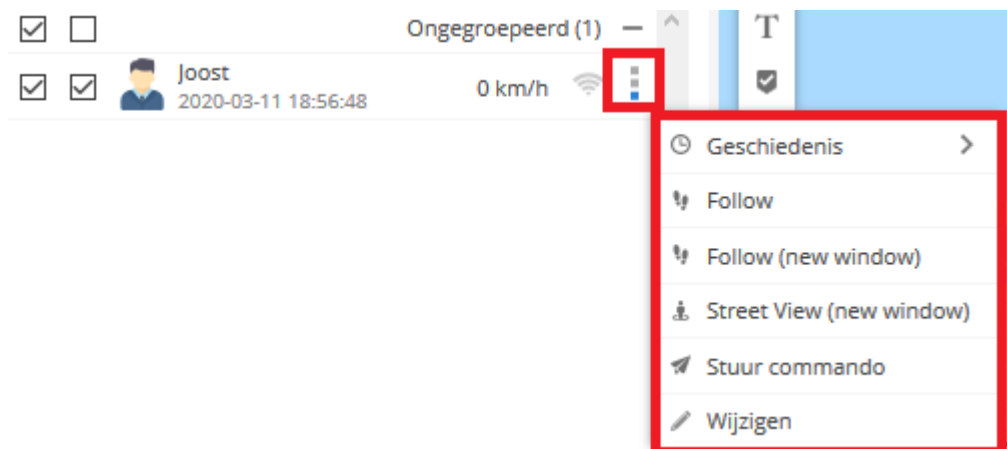 Ongegroepeerd (1)
T
Joost
2020-03-11 18:56:48
0 km/h
Geschiedenis
Follow
Follow (new window)
Street View (new window)
Stuur commando
Wijzigen